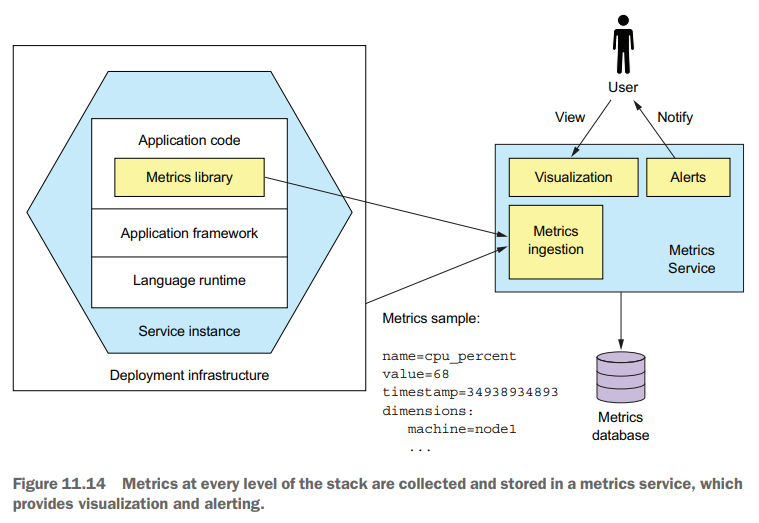 User
View
Notify
Application code
Metrics library
Application framework
Language runtime
Service instance
Deployment infrastructure
Visualization
Alerts
Metrics
ingestion
Metrics
Service
Metrics sample:
name=cpu_percent
value=68
timestamp=34938934893
dimensions:
machine=node1
...
Metrics
database
Figure 11.14 Metrics at every level of the stack are collected and stored in a metrics service, which
provides visualization and alerting.